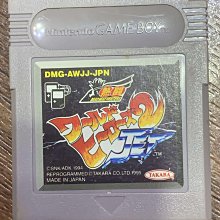 Nintendo GAME BOY
DMG-AWJJ-JPN
熱闘
ワールド
ヒーローズ2
JET
©SNK/ADK 1994
REPROGRAMMED ©TAKARA CO.,LTD.1995
MADE IN JAPAN
TAKARA